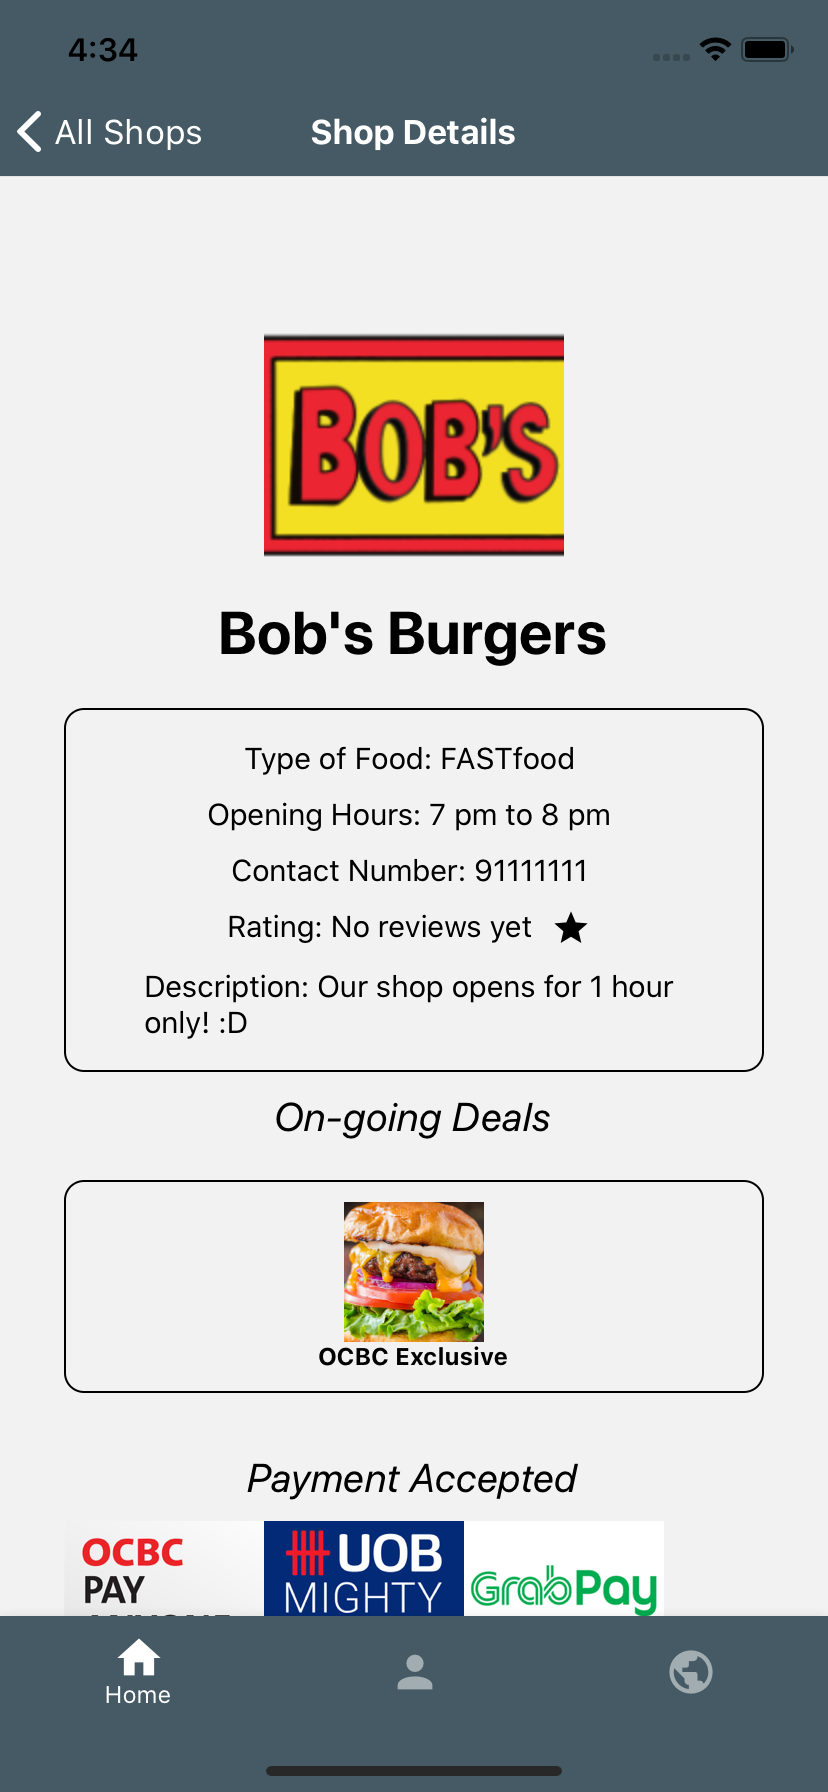 4:34
All Shops
Shop Details
BOB'S
Bob's Burgers
Type of Food: FASTfood
Opening Hours: 7 pm to 8 pm
Contact Number: 91111111
Rating: No reviews yet
Description: Our shop opens for 1 hour
only! :D
On-going Deals
OCBC Exclusive
Payment Accepted
OCBC
PAY
UOB
MIGHTY
GrabPay
Home